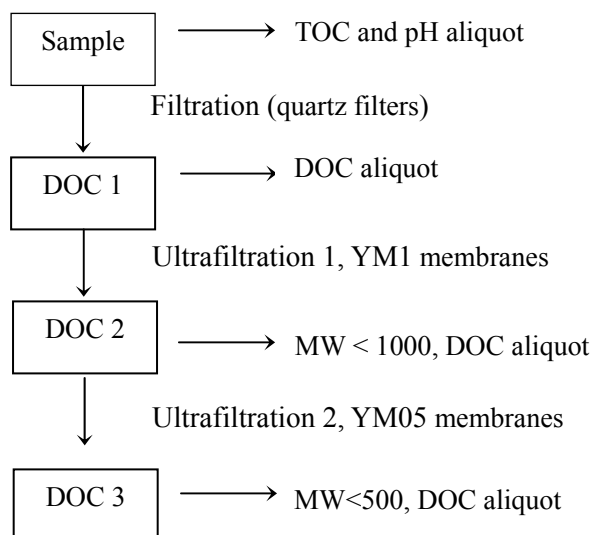 Sample
TOC and pH aliquot
Filtration (quartz filters)
DOC 1
DOC aliquot
Ultrafiltration 1, YM1 membranes
DOC 2
MW < 1000, DOC aliquot
Ultrafiltration 2, YM05 membranes
DOC 3
MW<500, DOC aliquot